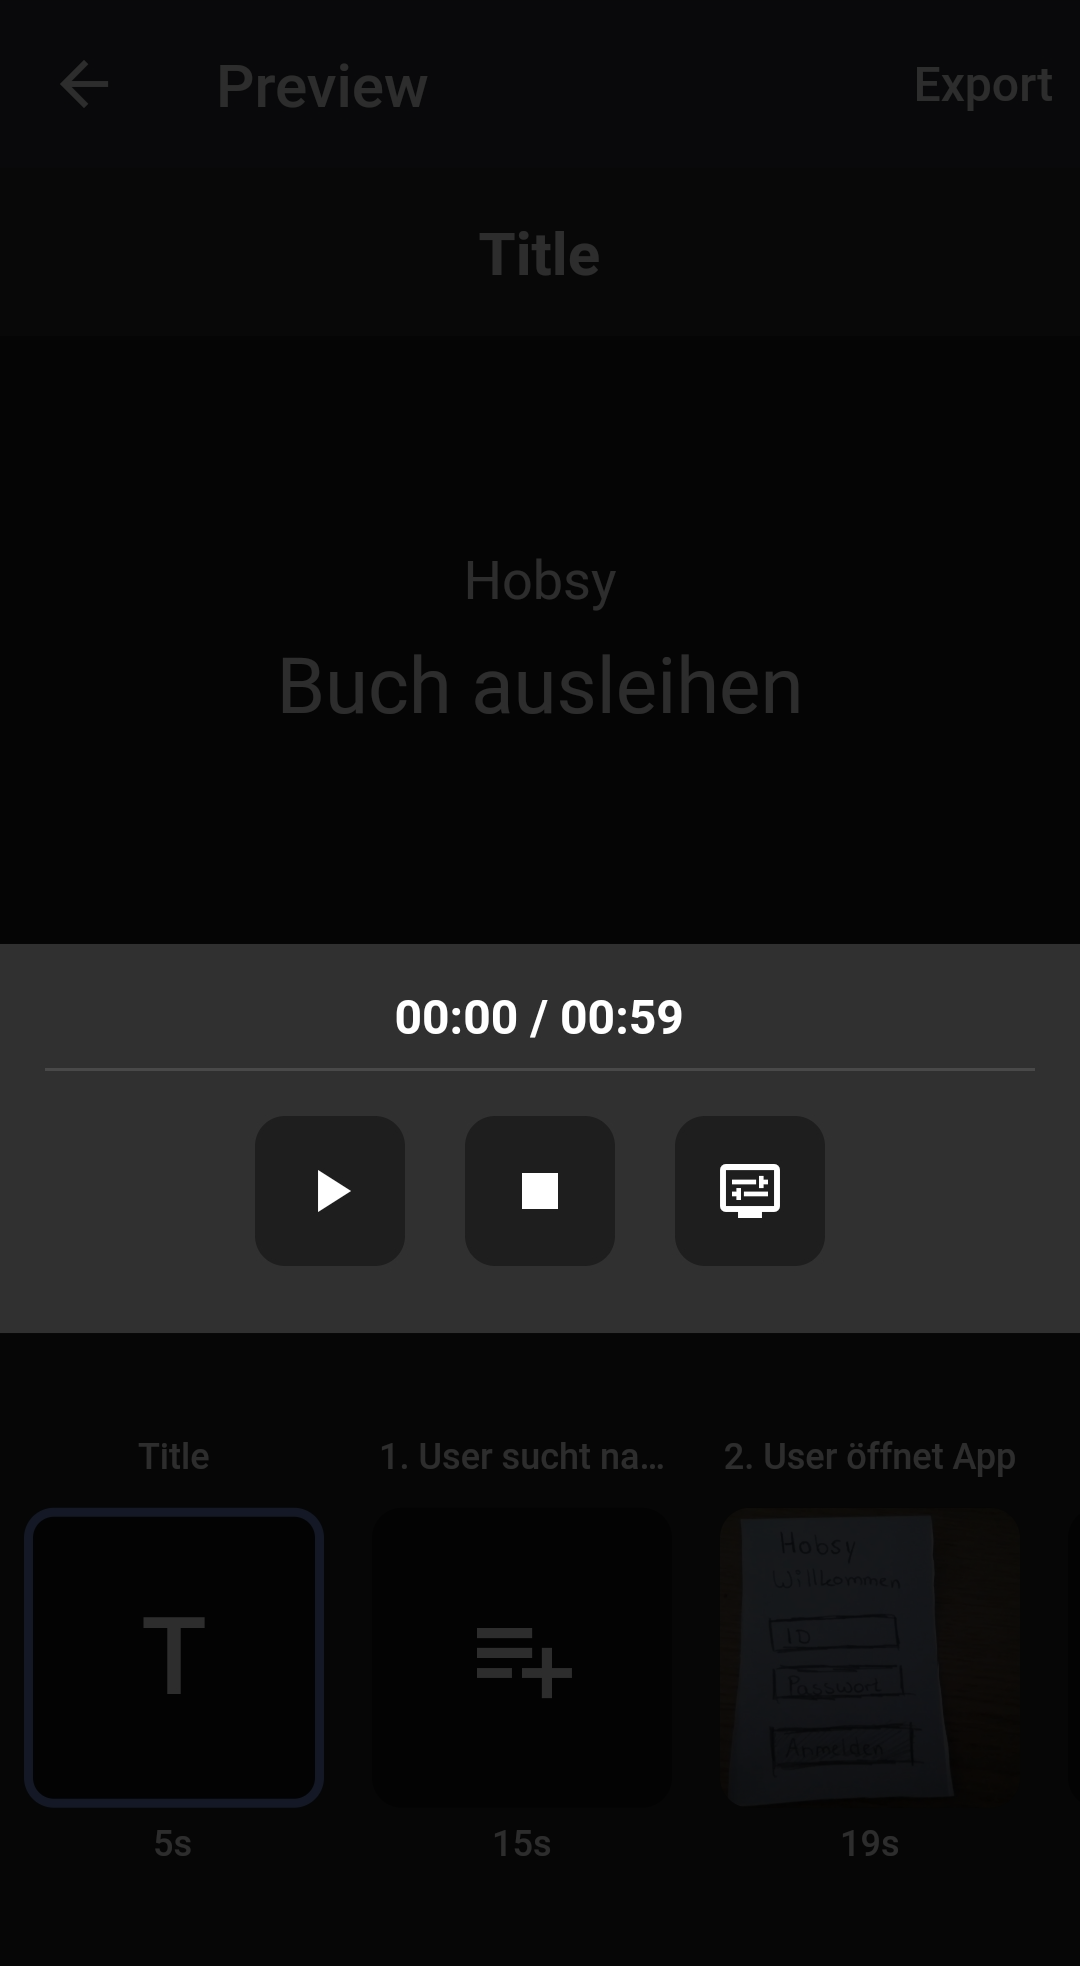 Preview
Export
Title
Hobsy
Buch ausleihen
00:00 / 00:59
Title
1. User sucht na…
2. User öffnet App
T
Hobsy
Willkommen
ID
Passwort
Anmelden
5s
15s
19s